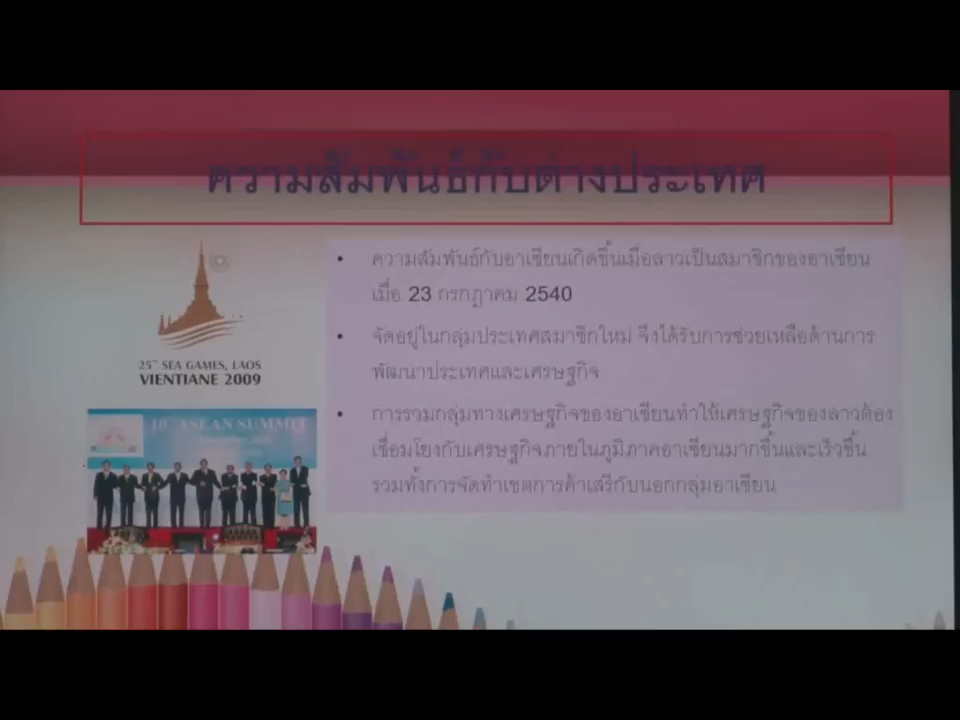 ความสัมพันธ์กับต่างประเทศ
25TH SEA GAMES, LAOS
VIENTIANE 2009
10th ASEAN SUMMIT
• ความสัมพันธ์กับอาเซียนเกิดขึ้นเมื่อลาวเป็นสมาชิกของอาเซียน
เมื่อ 23 กรกฎาคม 2540
• จัดอยู่ในกลุ่มประเทศสมาชิกใหม่ จึงได้รับการช่วยเหลือด้านการ
พัฒนาประเทศและเศรษฐกิจ
• การรวมกลุ่มทางเศรษฐกิจของอาเซียนทำให้เศรษฐกิจของลาวต้อง
เชื่อมโยงกับเศรษฐกิจภายในภูมิภาคอาเซียนมากขึ้นและเร็วขึ้น
รวมทั้งการจัดทำเขตการค้าเสรีกับนอกกลุ่มอาเซียน